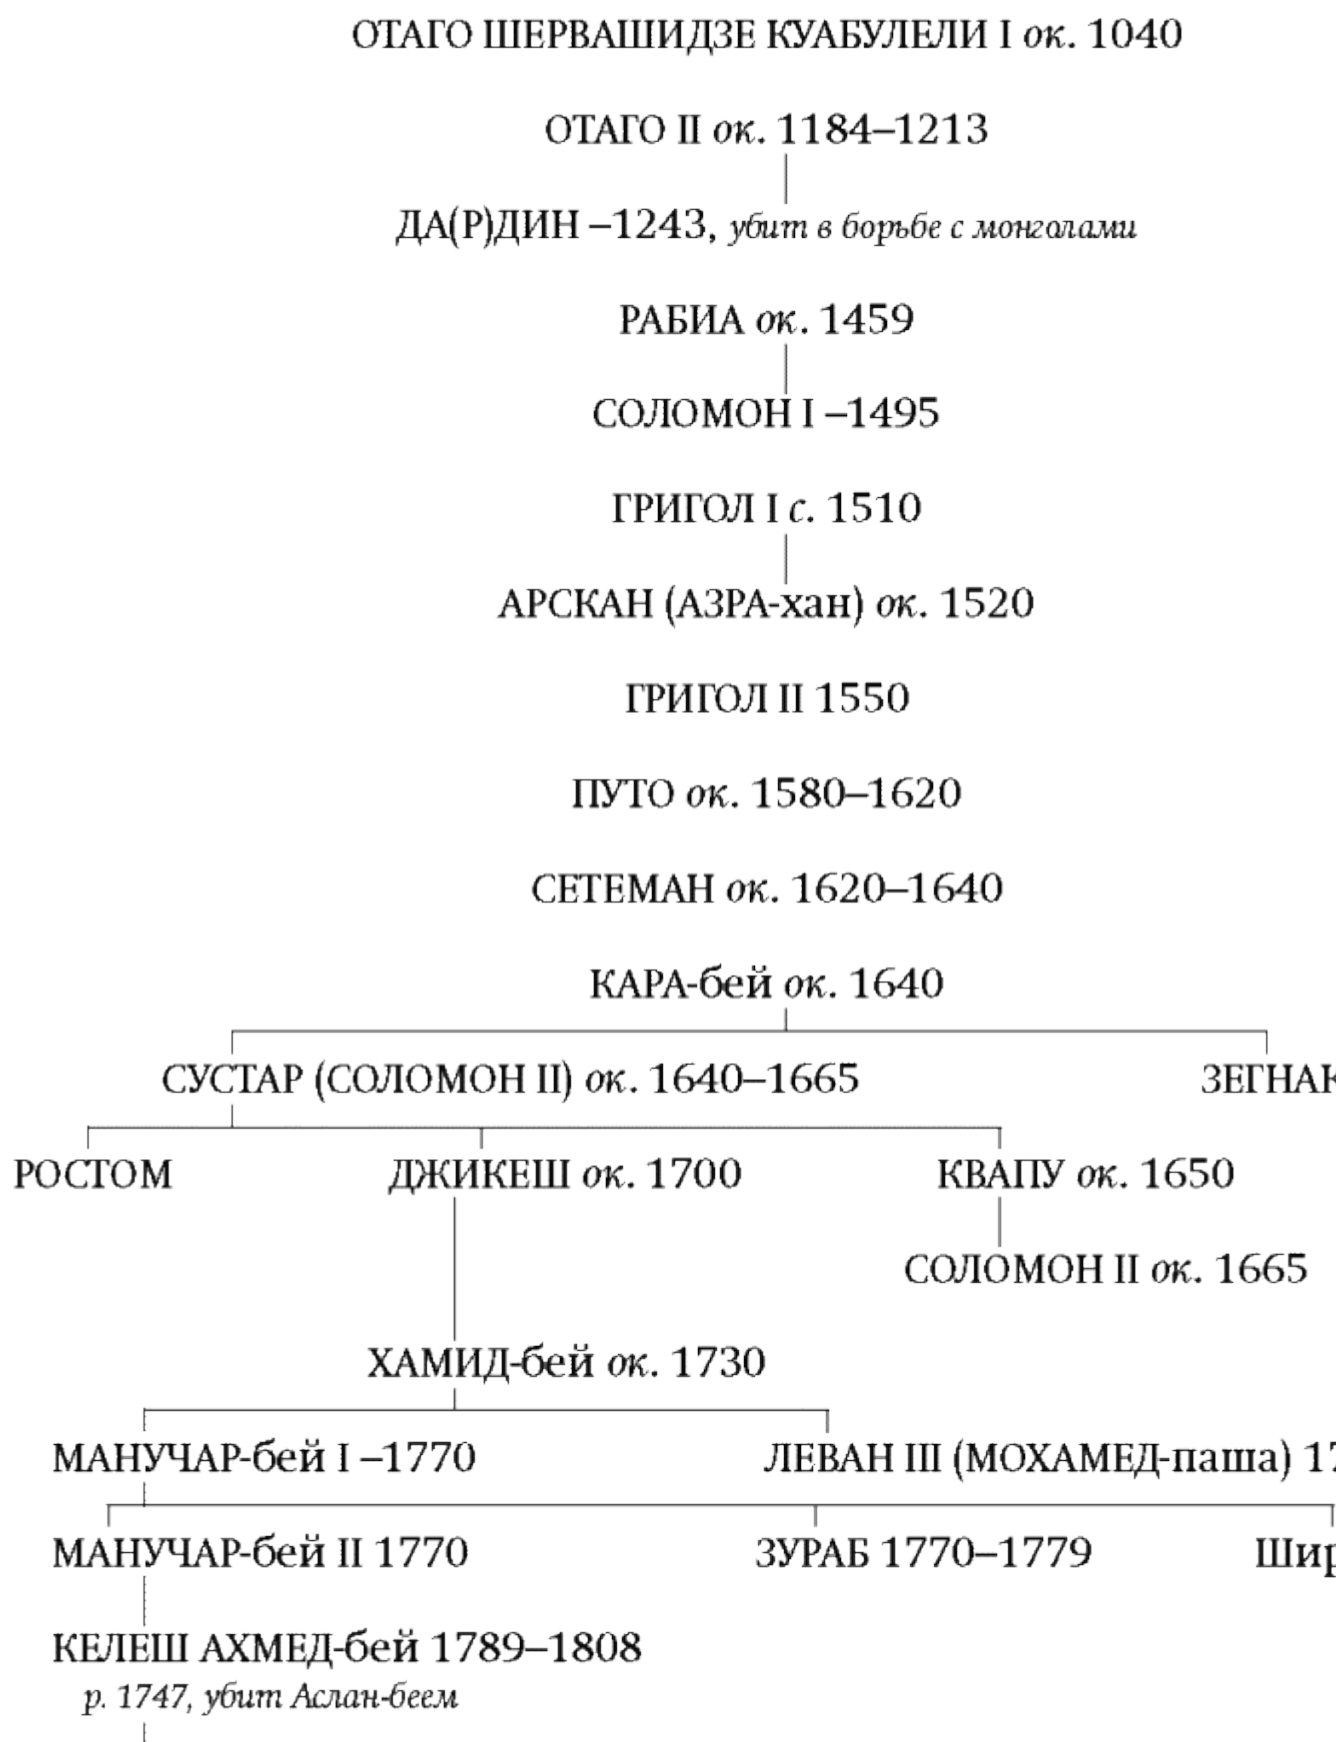 ОТАГО ШЕРВАШИДЗЕ КУАБУЛЕЛИ I ок. 1040
ОТАГО II ок. 1184–1213
ДА(Р)ДИН –1243, убит в борьбе с монголами
РАБИА ок. 1459
СОЛОМОН I –1495
ГРИГОЛ I с. 1510
АРСКАН (АЗРА-хан) ок. 1520
ГРИГОЛ II 1550
ПУТО ок. 1580–1620
СЕТЕМАН ок. 1620–1640
КАРА-бей ок. 1640
СУСТАР (СОЛОМОН II) ок. 1640–1665 ЗЕГНАК
РОСТОМ ДЖИКЕШ ок. 1700 КВАПУ ок. 1650
СОЛОМОН II ок. 1665
ХАМИД-бей ок. 1730
МАНУЧАР-бей I –1770 ЛЕВАН III (МОХАМЕД-паша)
МАНУЧАР-бей II 1770 ЗУРАБ 1770–1779
КЕЛЕШ АХМЕД-бей 1789–1808
р. 1747, убит Аслан-беем